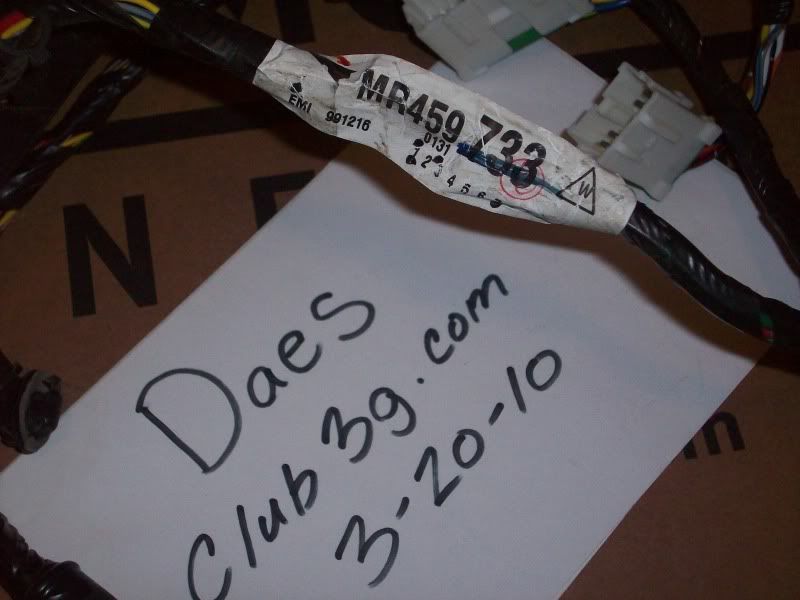 MR459 733
EMI 991216
0131
1 2 3 4 5 6
W
N
Daes
Club3g.com
3-20-10
m